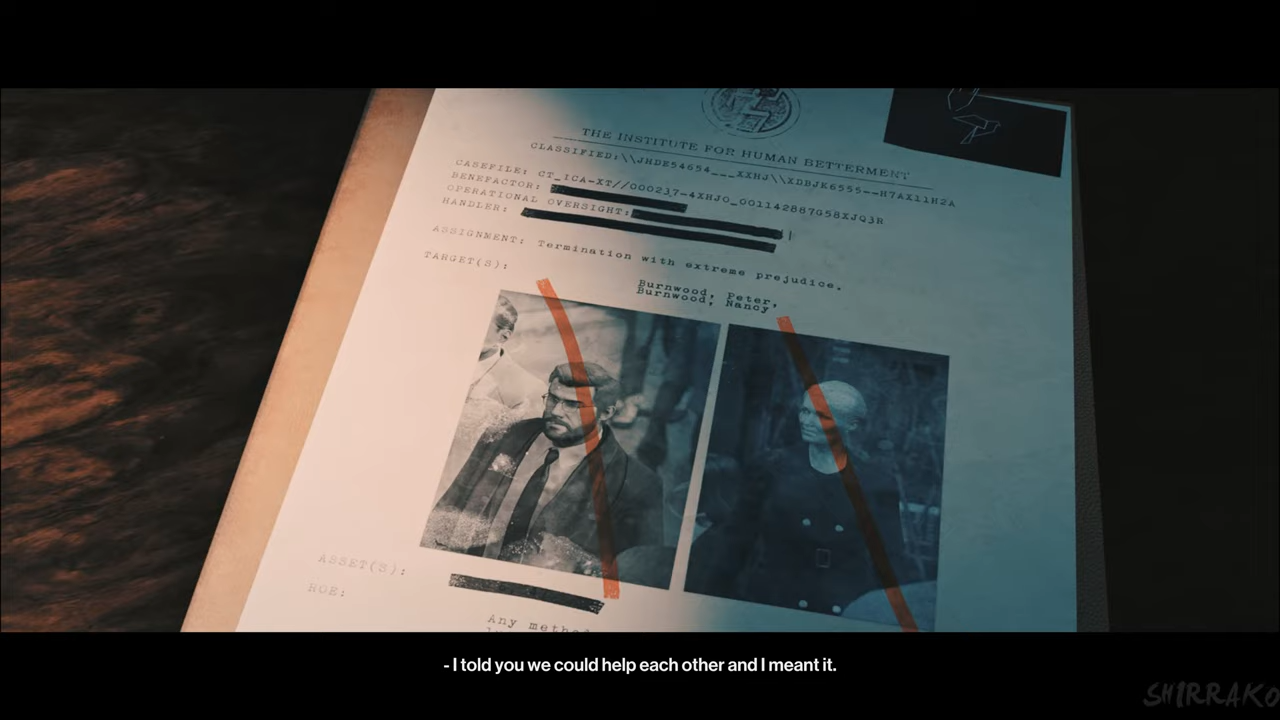 THE INSTITUTE FOR HUMAN BETTERMENT
CLASSIFIED:\\JHDE54654___XXHJ\\XDBJK6555--H7AX11H2A
CASEFILE: CT_ICA-XT//000237-4XHJO_001142887G58XJQ3R
BENEFACTOR:
OPERATIONAL OVERSIGHT:
HANDLER:
ASSIGNMENT: Termination with extreme prejudice.
TARGET(S):
Burnwood, Peter,
Burnwood, Nancy
ASSET(S):
ROE:
Any method
- I told you we could help each other and I meant it.
SHIRRAKO